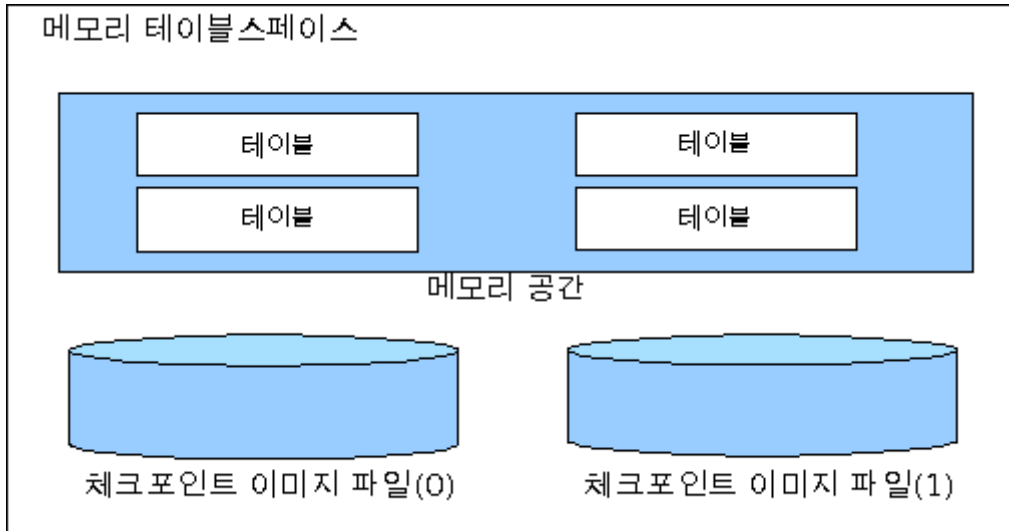 메모리 테이블스페이스
테이블 테이블
테이블 테이블
메모리 공간
체크포인트 이미지 파일(0) 체크포인트 이미지 파일(1)